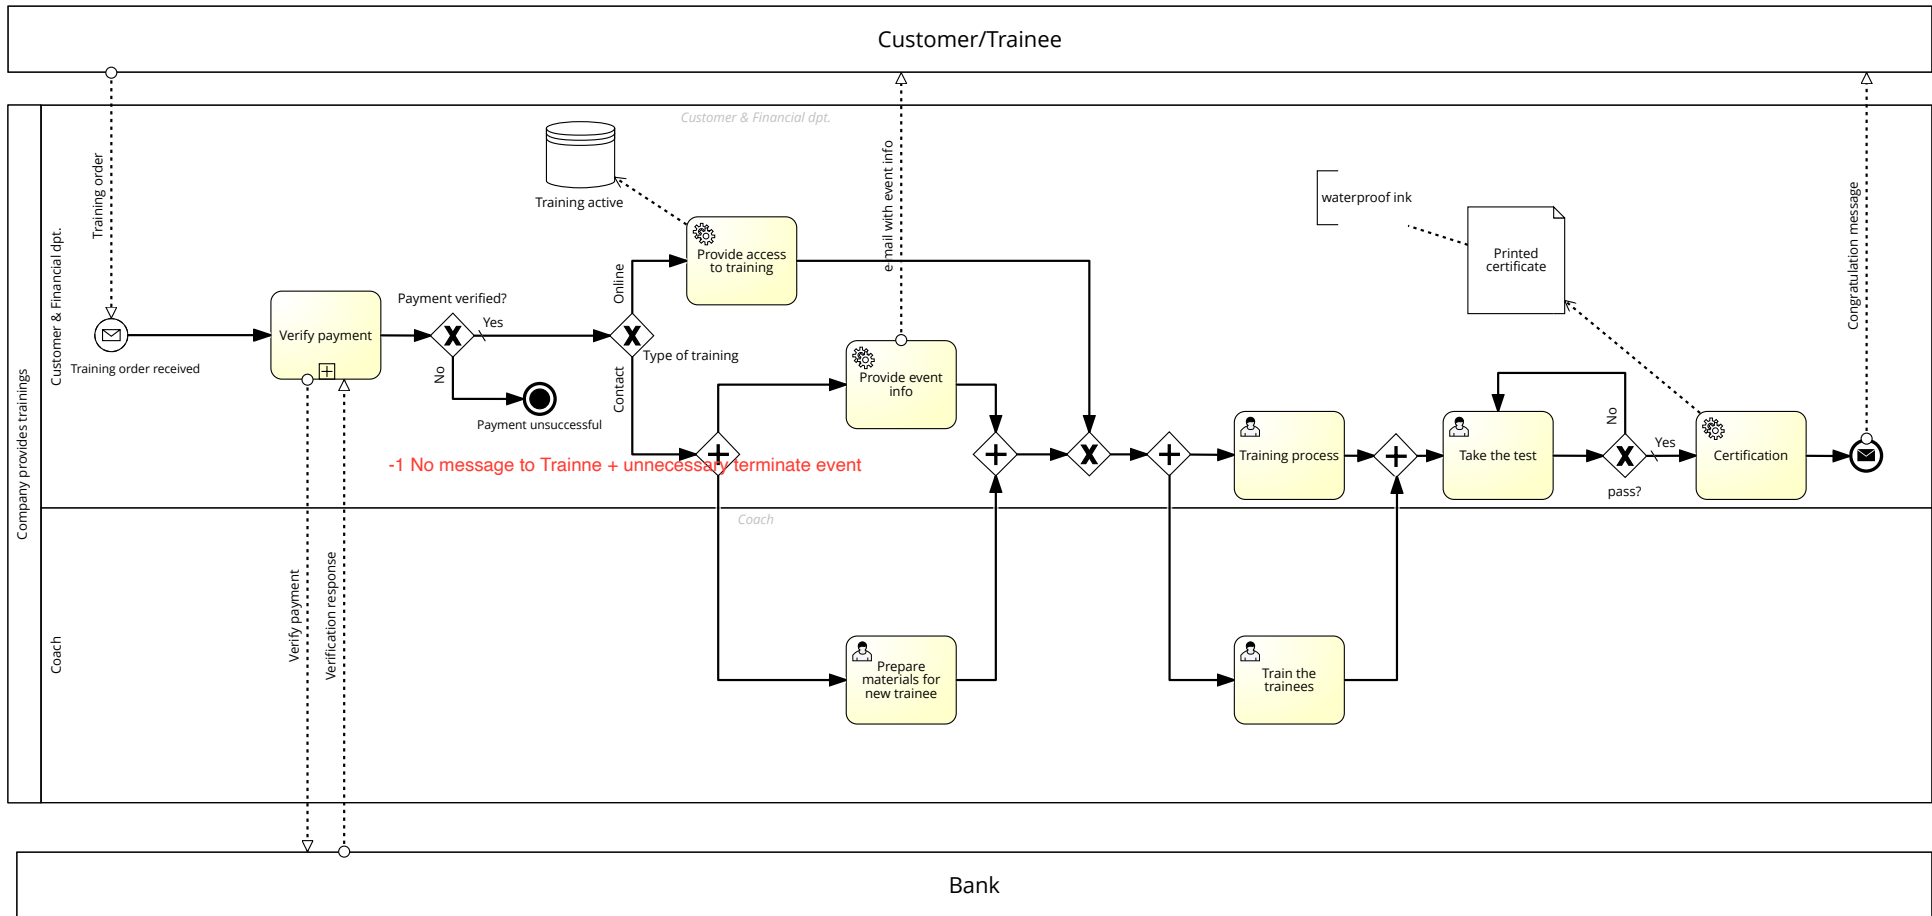 Customer/Trainee
Company provides trainings
Customer & Financial dpt.
Customer & Financial dpt.
Training order
Training order received
Verify payment
Payment verified?
Yes
No
Payment unsuccessful
Type of training
Online
Contact
Training active
Provide access
to training
e-mail with event info
Provide event
info
-1 No message to Trainne + unnecessary terminate event
Training process
Take the test
pass?
No
Yes
waterproof ink
Printed
certificate
Certification
Congratulation message
Coach
Coach
Verify payment
Verification response
Prepare
materials for
new trainee
Train the
trainees
Bank